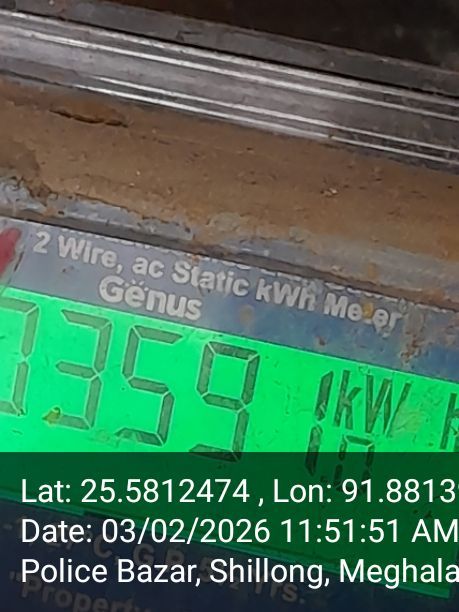 2 Wire, ac Static kWh Meter
Genus
359
kW
Lat: 25.5812474 , Lon: 91.8813
Date: 03/02/2026 11:51:51 AM
Police Bazar, Shillong, Meghala
"Property